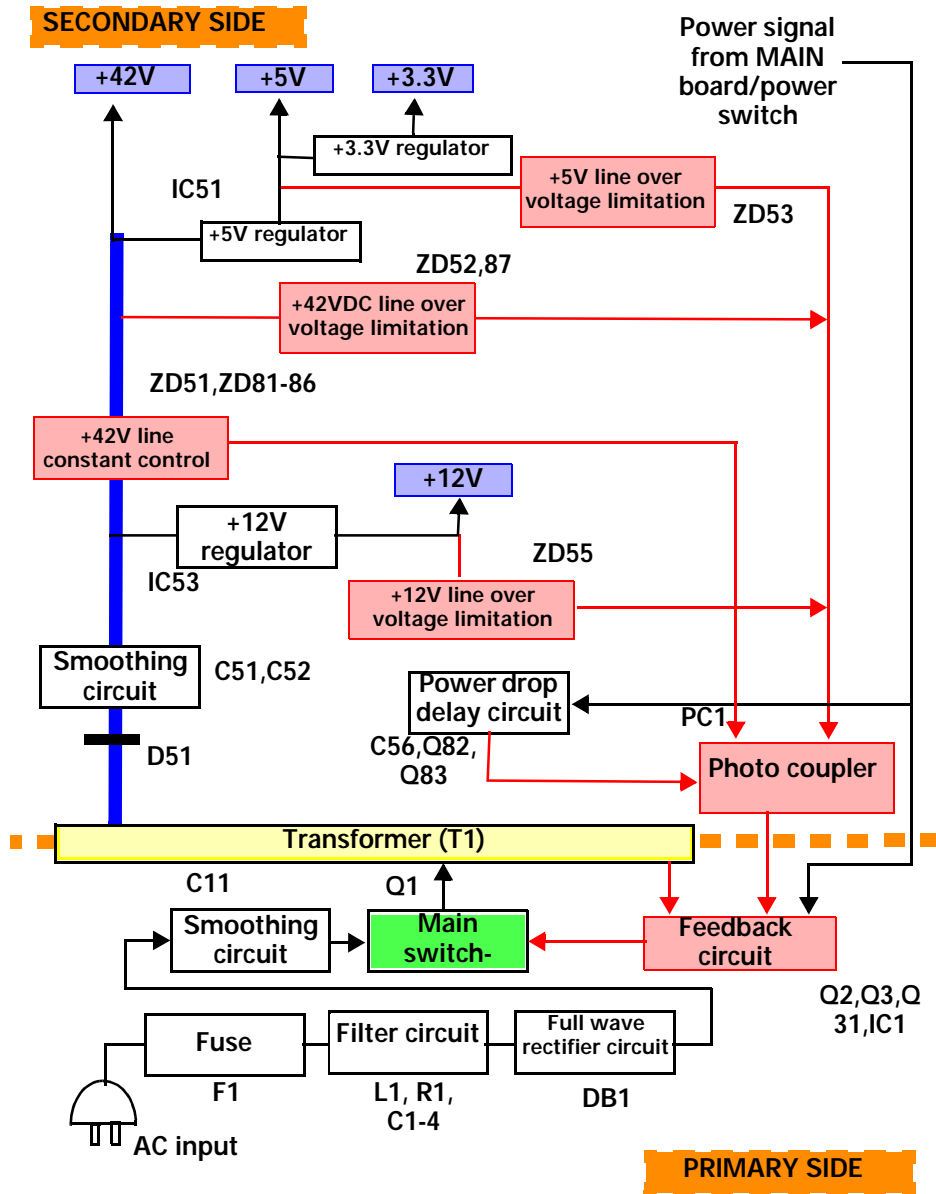 SECONDARY SIDE
Power signal
from MAIN
board/power
switch
+42V
+5V
+3.3V
+3.3V regulator
IC51
+5V line over
voltage limitation
ZD53
+5V regulator
ZD52,87
+42VDC line over
voltage limitation
ZD51,ZD81-86
+42V line
constant control
+12V
+12V
regulator
ZD55
IC53
+12V line over
voltage limitation
Smoothing
circuit
C51,C52
Power drop
delay circuit
PC1
D51
C56,Q82,
Q83
Photo coupler
Transformer (T1)
C11
Q1
Smoothing
circuit
Main
switch-
Feedback
circuit
Q2,Q3,Q
31,IC1
Fuse
Filter circuit
Full wave
rectifier circuit
F1
L1, R1,
C1-4
DB1
AC input
PRIMARY SIDE